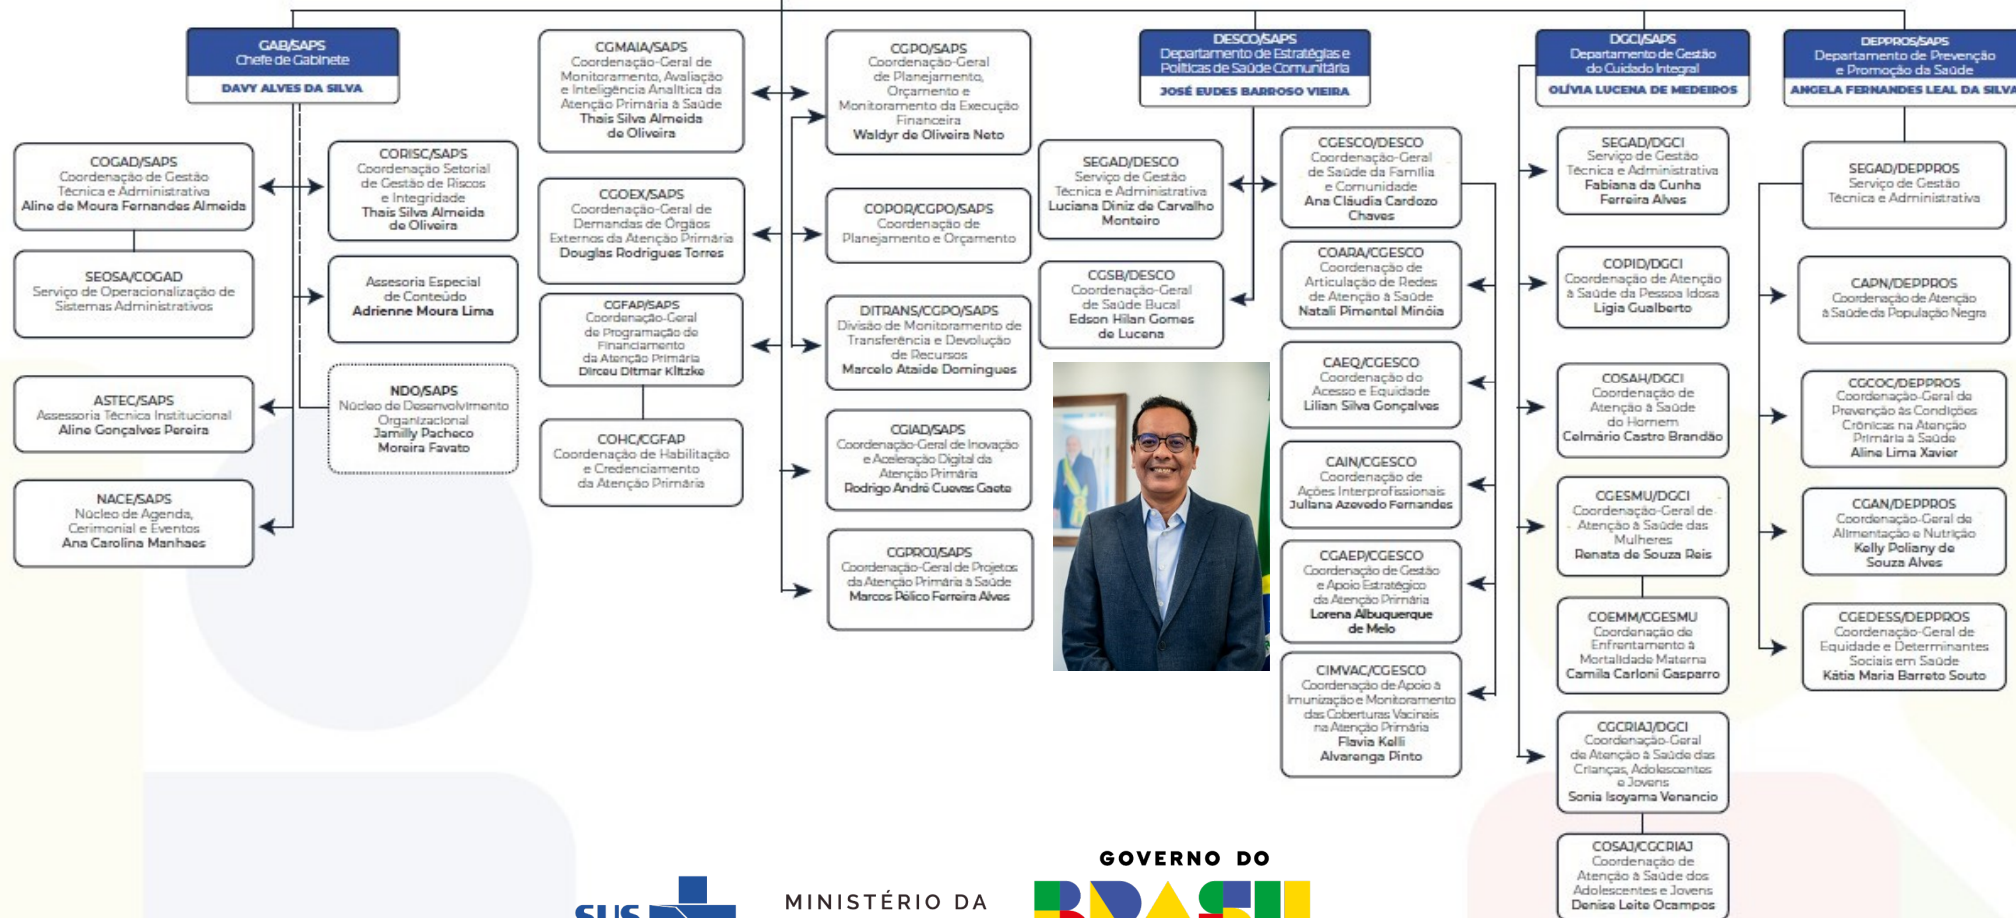 GAB/SAPS
Chefe de Gabinete
DAVY ALVES DA SILVA
COGAD/SAPS
Coordenação de Gestão
Técnica e Administrativa
Aline de Moura Fernandes Almeida
SEOSA/COGAD
Serviço de Operacionalização de
Sistemas Administrativos
ASTEC/SAPS
Assessoria Técnica Institucional
Aline Gonçalves Pereira
NACE/SAPS
Núcleo de Agenda,
Cerimonial e Eventos
Ana Carolina Manhaes
CORISC/SAPS
Coordenação Setorial
de Gestão de Riscos
e Integridade
Thais Silva Almeida
de Oliveira
Assesoria Especial
de Conteúdo
Adrienne Moura Lima
NDO/SAPS
Núcleo de Desenvolvimento
Organizacional
Jamilly Pacheco
Moreira Favato
CGMAIA/SAPS
Coordenação-Geral de
Monitoramento, Avaliação
e Inteligência Analítica da
Atenção Primária à Saúde
Thais Silva Almeida
de Oliveira
CGOEX/SAPS
Coordenação-Geral de
Demandas de Órgãos
Externos da Atenção Primária
Douglas Rodrigues Torres
CGFAP/SAPS
Coordenação-Geral
de Programação de
Financiamento
da Atenção Primária
Dirceu Ditmar Klitzke
COHC/CGFAP
Coordenação de Habilitação
e Credenciamento
da Atenção Primária
CGPO/SAPS
Coordenação-Geral
de Planejamento,
Orçamento e
Monitoramento da Execução
Financeira
Waldyr de Oliveira Neto
COPOR/CGPO/SAPS
Coordenação de
Planejamento e Orçamento
DITRANS/CGPO/SAPS
Divisão de Monitoramento de
Transferência e Devolução
de Recursos
Marcelo Ataide Domingues
CGIAD/SAPS
Coordenação-Geral de Inovação
e Aceleração Digital da
Atenção Primária
Rodrigo André Cuevas Gaete
CGPROJ/SAPS
Coordenação-Geral de Projetos
da Atenção Primária à Saúde
Marcos Pélico Ferreira Alves
DESCO/SAPS
Departamento de Estratégias e
Políticas de Saúde Comunitária
JOSÉ EUDES BARROSO VIEIRA
SEGAD/DESCO
Serviço de Gestão
Técnica e Administrativa
Luciana Diniz de Carvalho
Monteiro
CGSB/DESCO
Coordenação-Geral
de Saúde Bucal
Edson Hilan Gomes
de Lucena
CGESCO/DESCO
Coordenação-Geral
de Saúde da Família
e Comunidade
Ana Cláudia Cardozo
Chaves
COARA/CGESCO
Coordenação de
Articulação de Redes
de Atenção à Saúde
Natali Pimentel Minóia
CAEQ/CGESCO
Coordenação do
Acesso e Equidade
Lilian Silva Gonçalves
CAIN/CGESCO
Coordenação de
Ações Interprofissionais
Juliana Azevedo Fernandes
CGAEP/CGESCO
Coordenação de Gestão
e Apoio Estratégico
da Atenção Primária
Lorena Albuquerque
de Melo
CIMVAC/CGESCO
Coordenação de Apoio à
Imunização e Monitoramento
das Coberturas Vacinais
na Atenção Primária
Flavia Kelli
Alvarenga Pinto
DGCI/SAPS
Departamento de Gestão
do Cuidado Integral
OLÍVIA LUCENA DE MEDEIROS
SEGAD/DGCI
Serviço de Gestão
Técnica e Administrativa
Fabiana da Cunha
Ferreira Alves
COPID/DGCI
Coordenação de Atenção
à Saúde da Pessoa Idosa
Ligia Gualberto
COSAH/DGCI
Coordenação de
Atenção à Saúde
do Homem
Celmário Castro Brandão
CGESMU/DGCI
Coordenação-Geral de
Atenção à Saúde das
Mulheres
Renata de Souza Reis
COEMM/CGESMU
Coordenação de
Enfrentamento à
Mortalidade Materna
Camila Carloni Gasparro
CGCRIAJ/DGCI
Coordenação-Geral
de Atenção à Saúde das
Crianças, Adolescentes
e Jovens
Sonia Isoyama Venancio
COSAJ/CGCRIAJ
Coordenação de
Atenção à Saúde dos
Adolescentes e Jovens
Denise Leite Ocampos
DEPPROS/SAPS
Departamento de Prevenção
e Promoção da Saúde
ANGELA FERNANDES LEAL DA SILVA
SEGAD/DEPPROS
Serviço de Gestão
Técnica e Administrativa
CAPN/DEPPROS
Coordenação de Atenção
à Saúde da População Negra
CGCOC/DEPPROS
Coordenação-Geral de
Prevenção às Condições
Crônicas na Atenção
Primária à Saúde
Aline Lima Xavier
CGAN/DEPPROS
Coordenação-Geral de
Alimentação e Nutrição
Kelly Poliany de
Souza Alves
CGEDESS/DEPPROS
Coordenação-Geral de
Equidade e Determinantes
Sociais em Saúde
Kátia Maria Barreto Souto
SUS
MINISTÉRIO DA
GOVERNO DO
BRASIL